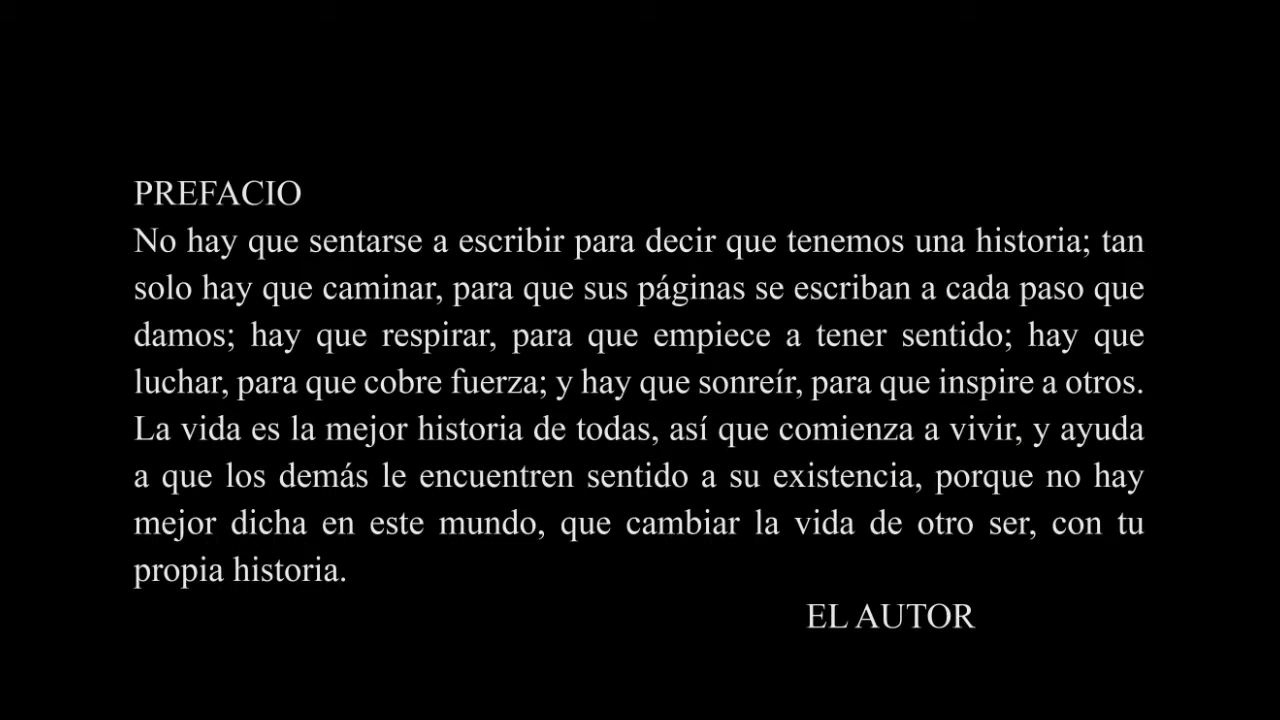 PREFACIO
No hay que sentarse a escribir para decir que tenemos una historia; tan
solo hay que caminar, para que sus páginas se escriban a cada paso que
damos; hay que respirar, para que empiece a tener sentido; hay que
luchar, para que cobre fuerza; y hay que sonreír, para que inspire a otros.
La vida es la mejor historia de todas, así que comienza a vivir, y ayuda
a que los demás le encuentren sentido a su existencia, porque no hay
mejor dicha en este mundo, que cambiar la vida de otro ser, con tu
propia historia.
EL AUTOR